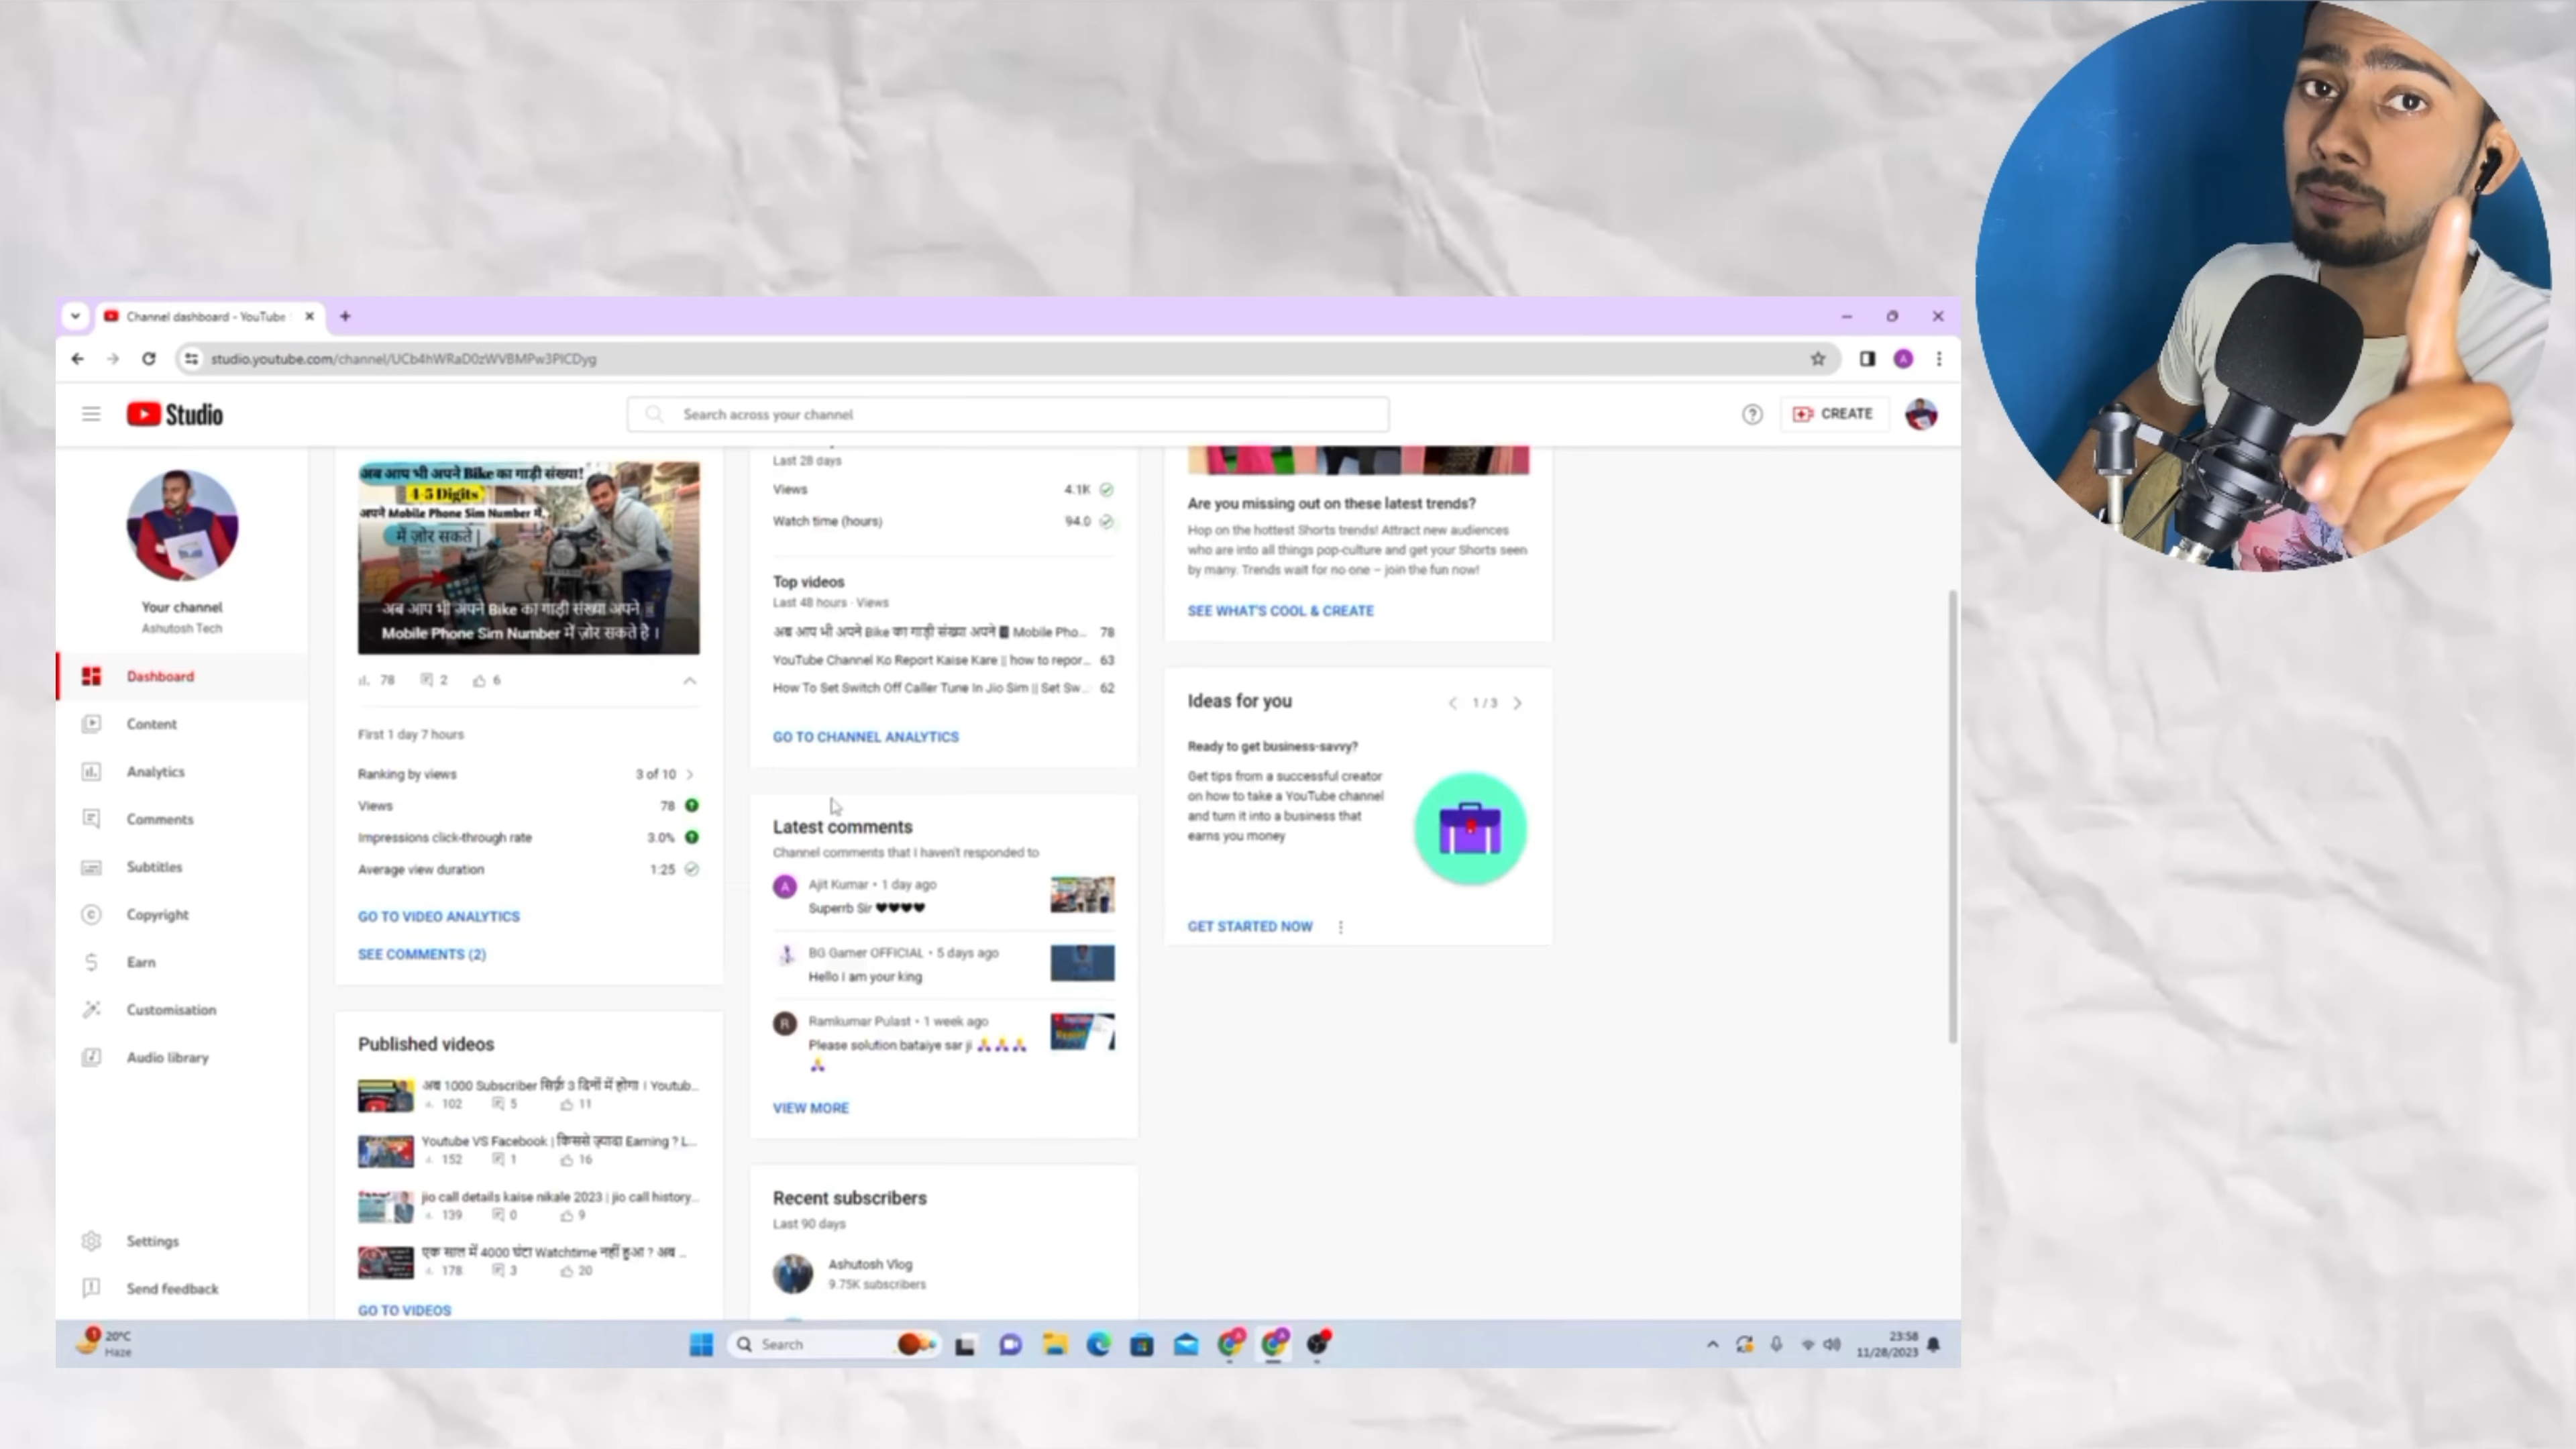 Channel dashboard - YouTube
studio.youtube.com/channel/UCb4hWRaD0zWVBMPw3PlCDyg
Studio
Search across your channel
CREATE
Your channel
Ashutosh Tech
Dashboard
Content
Analytics
Comments
Subtitles
Copyright
Earn
Customisation
Audio library
Settings
Send feedback
अब आप भी अपने Bike का गाड़ी संख्या!
4-5 Digits
अपने Mobile Phone Sim Number में,
में ज़ोर सकते |
अब आप भी अपने Bike का गाड़ी संख्या अपने
Mobile Phone Sim Number में ज़ोर सकते है ।
78 2 6
First 1 day 7 hours
Ranking by views 3 of 10
Views 78
Impressions click-through rate 3.0%
Average view duration 1:25
GO TO VIDEO ANALYTICS
SEE COMMENTS (2)
Published videos
अब 1000 Subscriber सिर्फ़ 3 दिनों में होगा । Youtub...
102 5 11
Youtube VS Facebook | किससे ज़्यादा Earning ? L...
152 1 16
jio call details kaise nikale 2023 | jio call history...
139 0 9
एक साल में 4000 घंटा Watchtime नहीं हुआ ? अब ...
178 3 20
GO TO VIDEOS
Last 28 days
Views 4.1K
Watch time (hours) 94.0
Top videos
Last 48 hours · Views
अब आप भी अपने Bike का गाड़ी संख्या अपने Mobile Pho... 78
YouTube Channel Ko Report Kaise Kare || how to repor... 63
How To Set Switch Off Caller Tune In Jio Sim || Set Sw... 62
GO TO CHANNEL ANALYTICS
Latest comments
Channel comments that I haven't responded to
A
Ajit Kumar • 1 day ago
Superrb Sir 🖤🖤🖤🖤
BG Gamer OFFICIAL • 5 days ago
Hello I am your king
R
Ramkumar Pulast • 1 week ago
Please solution bataiye sar ji 🙏🙏🙏
🙏
VIEW MORE
Recent subscribers
Last 90 days
Ashutosh Vlog
9.75K subscribers
Are you missing out on these latest trends?
Hop on the hottest Shorts trends! Attract new audiences
who are into all things pop-culture and get your Shorts seen
by many. Trends wait for no one – join the fun now!
SEE WHAT'S COOL & CREATE
Ideas for you
1 / 3
Ready to get business-savvy?
Get tips from a successful creator
on how to take a YouTube channel
and turn it into a business that
earns you money
GET STARTED NOW
1
20°C
Haze
Search
23:58
11/28/2023